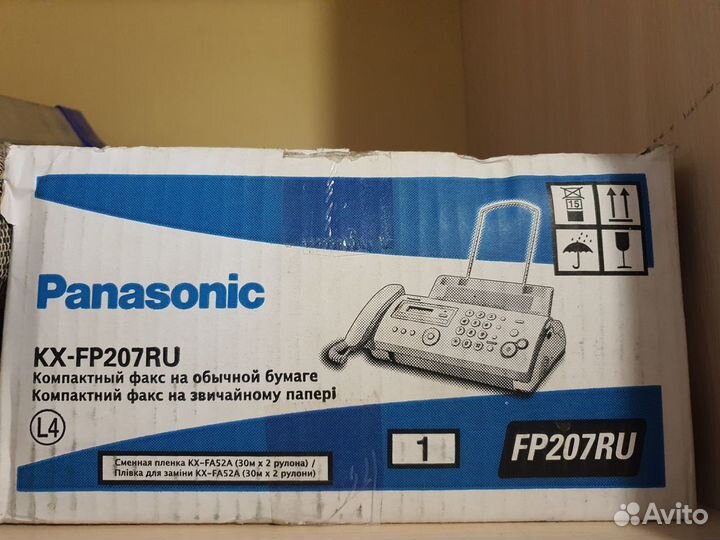 15
Panasonic
KX-FP207RU
Компактный факс на обычной бумаге
Компактний факс на звичайному папері
L4
Сменная пленка KX-FA52A (30м x 2 рулона) /
Плівка для заміни KX-FA52A (30м x 2 рулони)
1
FP207RU
Avito